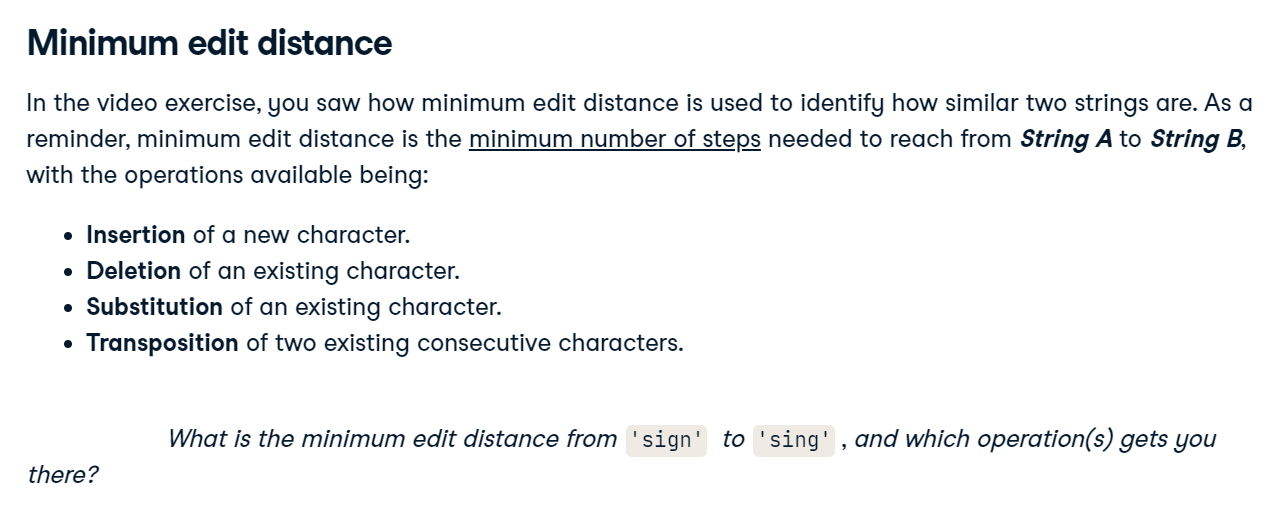 Minimum edit distance
In the video exercise, you saw how minimum edit distance is used to identify how similar two strings are. As a
reminder, minimum edit distance is the minimum number of steps needed to reach from String A to String B,
with the operations available being:
• Insertion of a new character.
• Deletion of an existing character.
• Substitution of an existing character.
• Transposition of two existing consecutive characters.
What is the minimum edit distance from 'sign' to 'sing' , and which operation(s) gets you
there?